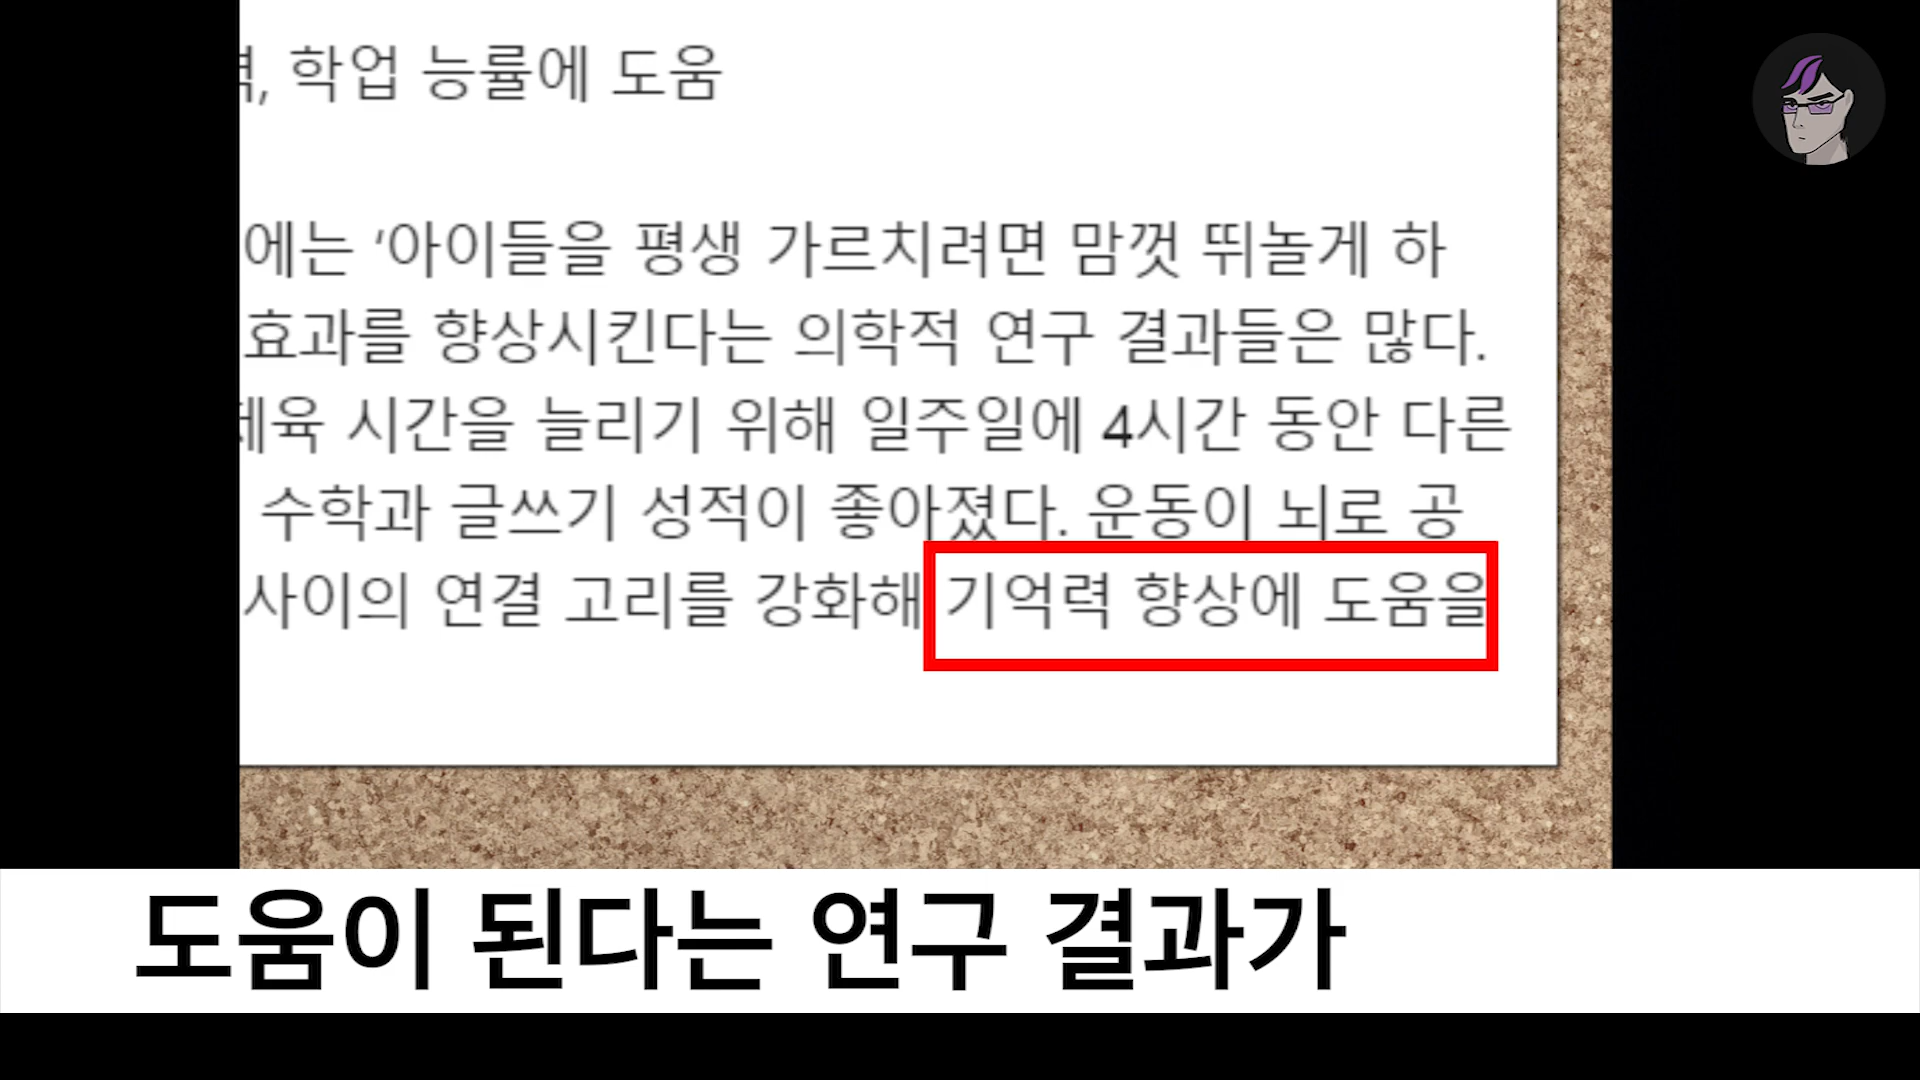 학업 능률에 도움
에는 ‘아이들을 평생 가르치려면 맘껏 뛰놀게 하
효과를 향상시킨다는 의학적 연구 결과들은 많다.
시간을 늘리기 위해 일주일에 4시간 동안 다른
수학과 글쓰기 성적이 좋아졌다. 운동이 뇌로 공
사이의 연결 고리를 강화해 기억력 향상에 도움을
도움이 된다는 연구 결과가